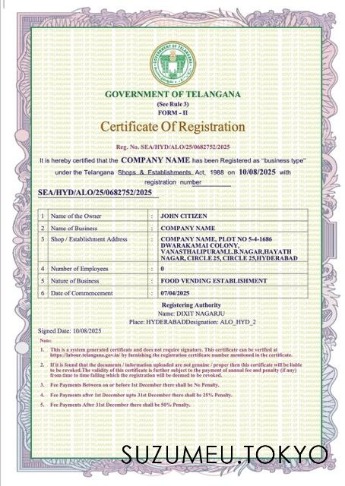 GOVERNMENT OF TELANGANA
(See Rule 3)
FORM - II
Certificate Of Registration
Reg. No. SEA/HYD/ALO/25/0682752/2025
It is hereby certified that the COMPANY NAME has been Registered as "business type"
under the Telangana Shops & Establishments Act, 1988 on 10/08/2025 with
registration number
SEA/HYD/ALO/25/0682752/2025
1 Name of the Owner : JOHN CITIZEN
2 Name of Business : COMPANY NAME
3 Shop / Establishment Address : COMPANY NAME, PLOT NO 5-4-1686
DWARAKAMAI COLONY,
VANASTHALIPURAM,L.B.NAGAR,HAYATH
NAGAR, CIRCLE 25, CIRCLE 25,HYDERABAD
4 Number of Employees : 0
5 Nature of Business : FOOD VENDING ESTABLISHMENT
6 Date of Commencement : 07/04/2025
Registering Authority
Name: DIXIT NAGARJU
Place: HYDERABADDesignation: ALO_HYD_2
Signed Date: 10/08/2025
Note:
1. This is a system generated certificate and does not require signature. This certificate can be verified at
https://labour.telangana.gov.in/ by furnishing the registration certificate number mentioned in the certificate.
2. If it is found that the documents / information uploaded are not genuine / proper then this certificate will be liable
to be revoked.The validity of this certificate is further subject to the payment of annual fee and penalty (if any)
from time to time failing which the registration will be deemed to be revoked.
3. Fee Payments Between on or before 1st December there shall be No Penalty.
4. Fee Payments after 1st December upto 31st December there shall be 25% Penalty.
5. Fee Payments After 31st December there shall be 50% Penalty.
SUZUMEU.TOKYO